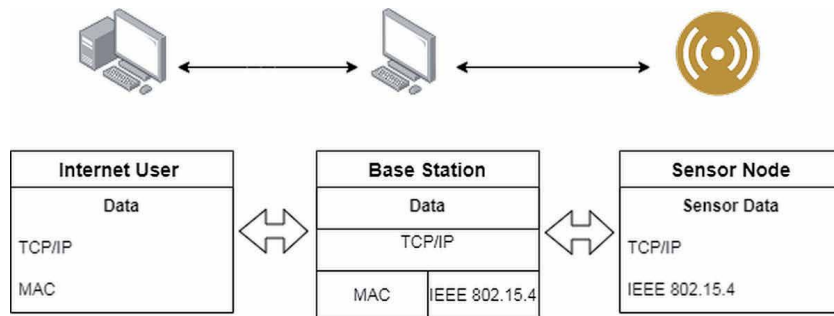 Internet User
Data
TCP/IP
MAC
Base Station
Data
TCP/IP
MAC
IEEE 802.15.4
Sensor Node
Sensor Data
TCP/IP
IEEE 802.15.4